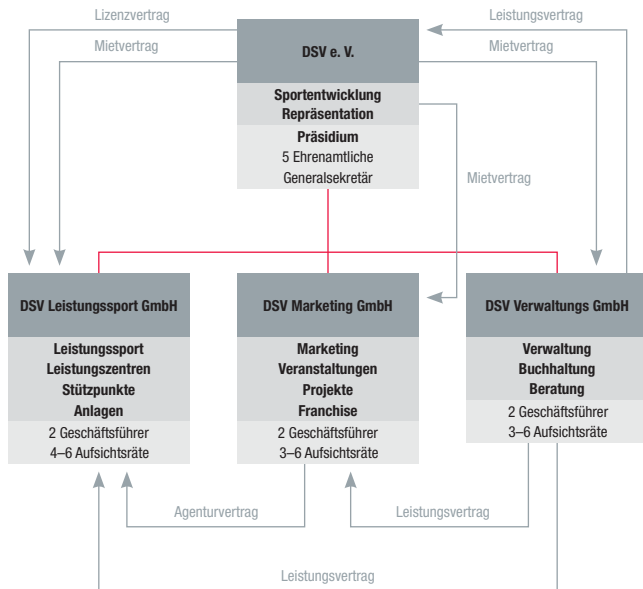 Lizenzvertrag
Leistungsvertrag
Mietvertrag
DSV e. V.
Mietvertrag
Sportentwicklung
Repräsentation
Präsidium
5 Ehrenamtliche
Generalsekretär
Mietvertrag
DSV Leistungssport GmbH
DSV Marketing GmbH
DSV Verwaltungs GmbH
Leistungssport
Leistungszentren
Stützpunkte
Anlagen
2 Geschäftsführer
4–6 Aufsichtsräte
Marketing
Veranstaltungen
Projekte
Franchise
2 Geschäftsführer
3–6 Aufsichtsräte
Verwaltung
Buchhaltung
Beratung
2 Geschäftsführer
3–6 Aufsichtsräte
Agenturvertrag
Leistungsvertrag
Leistungsvertrag